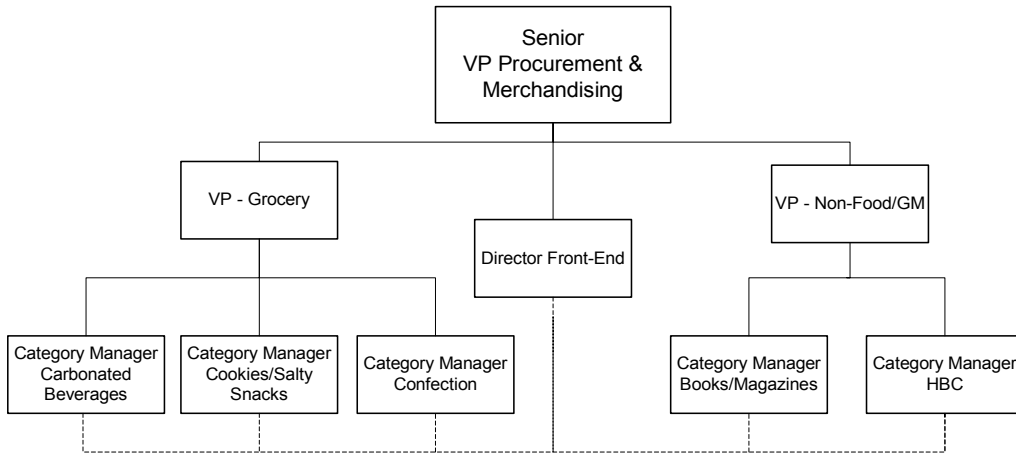 Senior
VP Procurement &
Merchandising
VP - Grocery
VP - Non-Food/GM
Director Front-End
Category Manager
Carbonated
Beverages
Category Manager
Cookies/Salty
Snacks
Category Manager
Confection
Category Manager
Books/Magazines
Category Manager
HBC